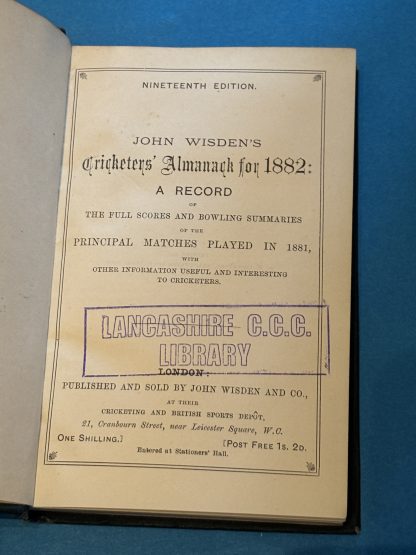 NINETEENTH EDITION.
JOHN WISDEN'S
Cricketers' Almanack for 1882:
A RECORD
OF
THE FULL SCORES AND BOWLING SUMMARIES
OF THE
PRINCIPAL MATCHES PLAYED IN 1881,
WITH
OTHER INFORMATION USEFUL AND INTERESTING
TO CRICKETERS.
LANCASHIRE C.C.C.
LIBRARY
LONDON:
PUBLISHED AND SOLD BY JOHN WISDEN AND CO.,
AT THEIR
CRICKETING AND BRITISH SPORTS DEPÔT,
21, Cranbourn Street, near Leicester Square, W.C.
ONE SHILLING.] [POST FREE 1S. 2D.
Entered at Stationers' Hall.